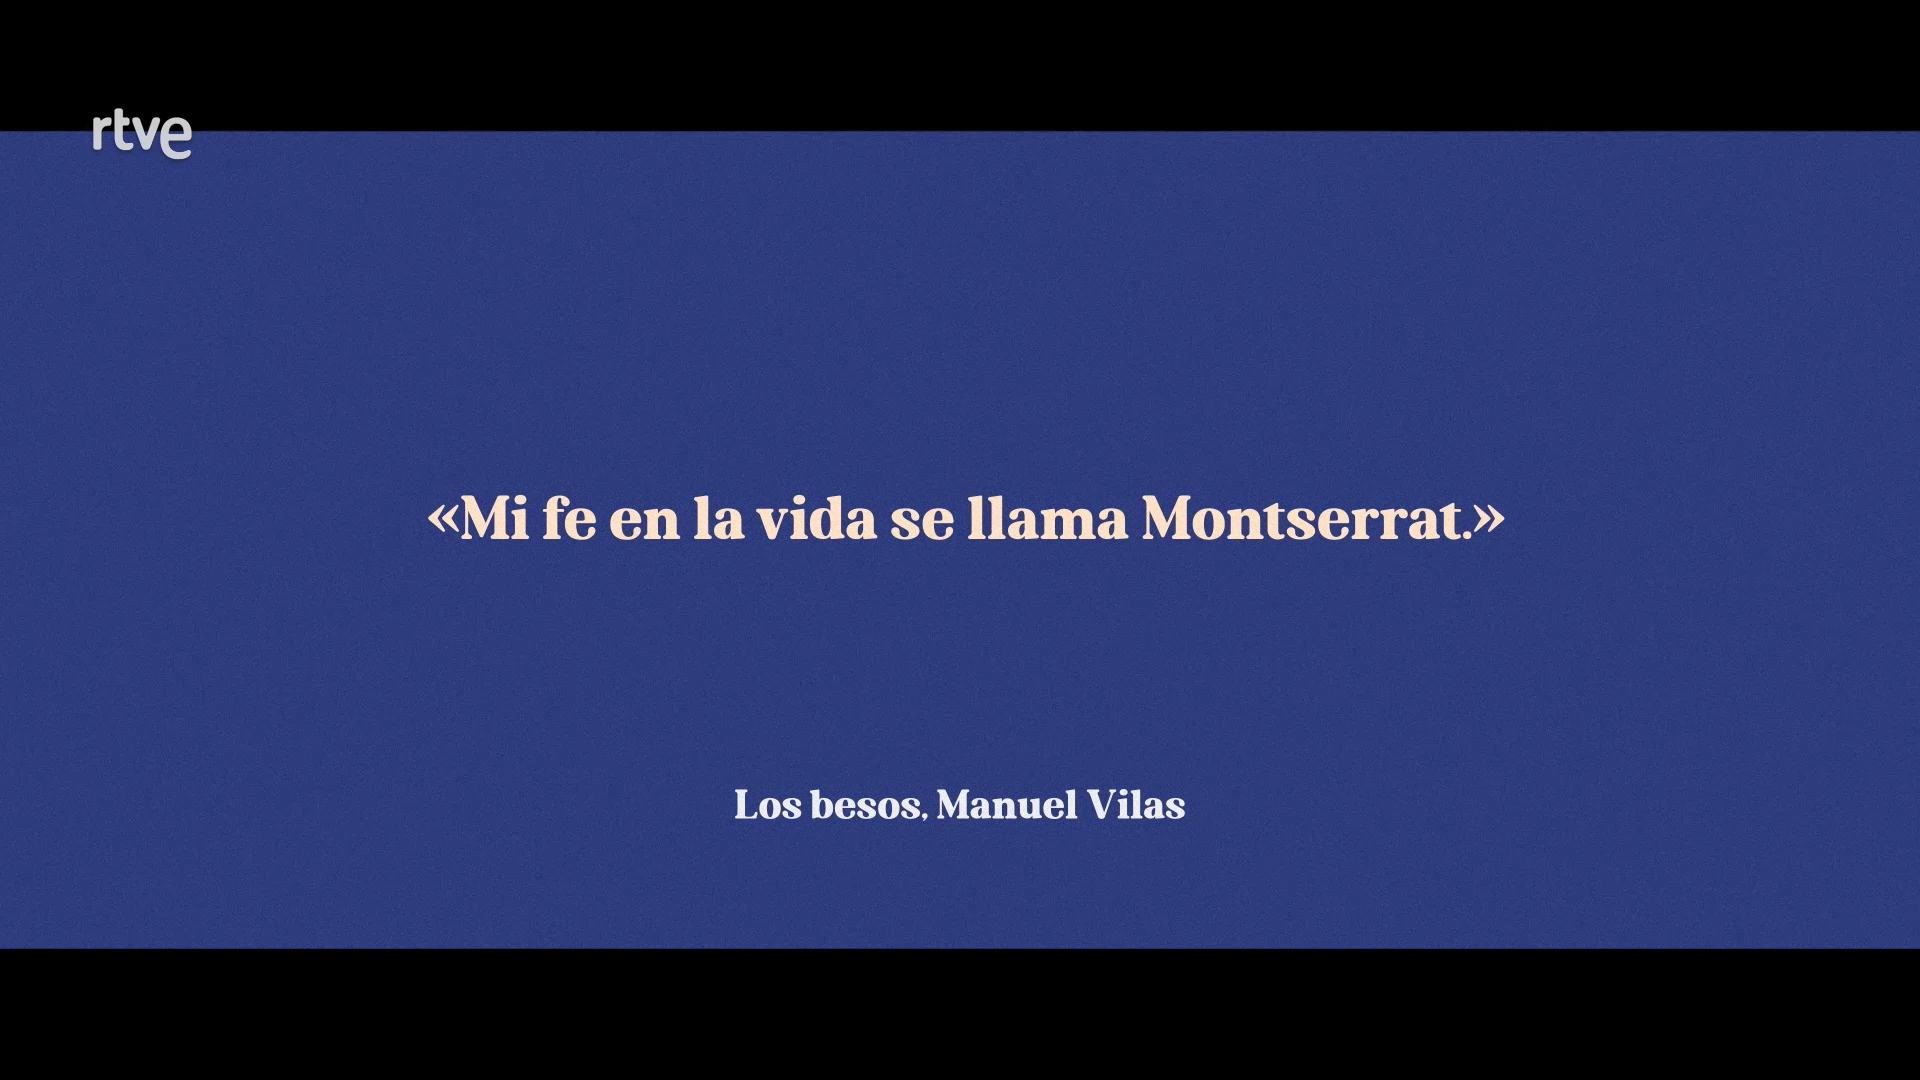 rtve
«Mi fe en la vida se llama Montserrat.»
Los besos, Manuel Vilas